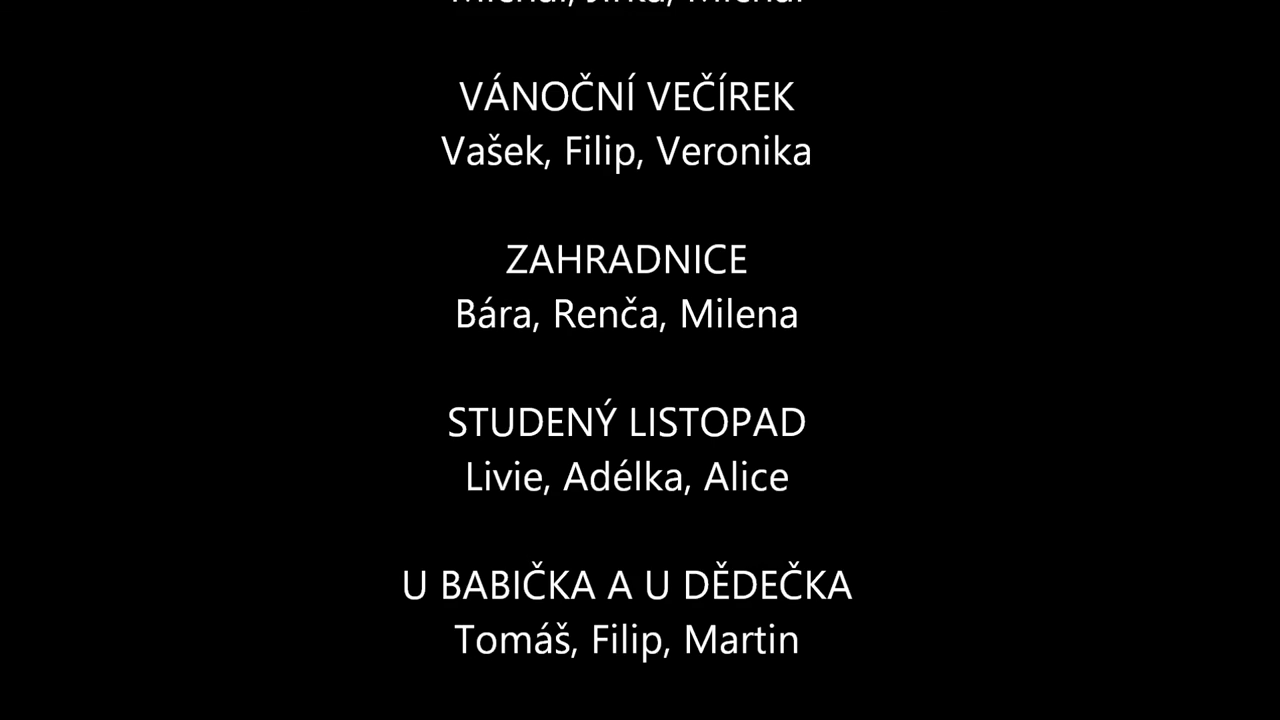 VÁNOČNÍ VEČÍREK
Vašek, Filip, Veronika
ZAHRADNICE
Bára, Renča, Milena
STUDENÝ LISTOPAD
Livie, Adélka, Alice
U BABIČKA A U DĚDEČKA
Tomáš, Filip, Martin